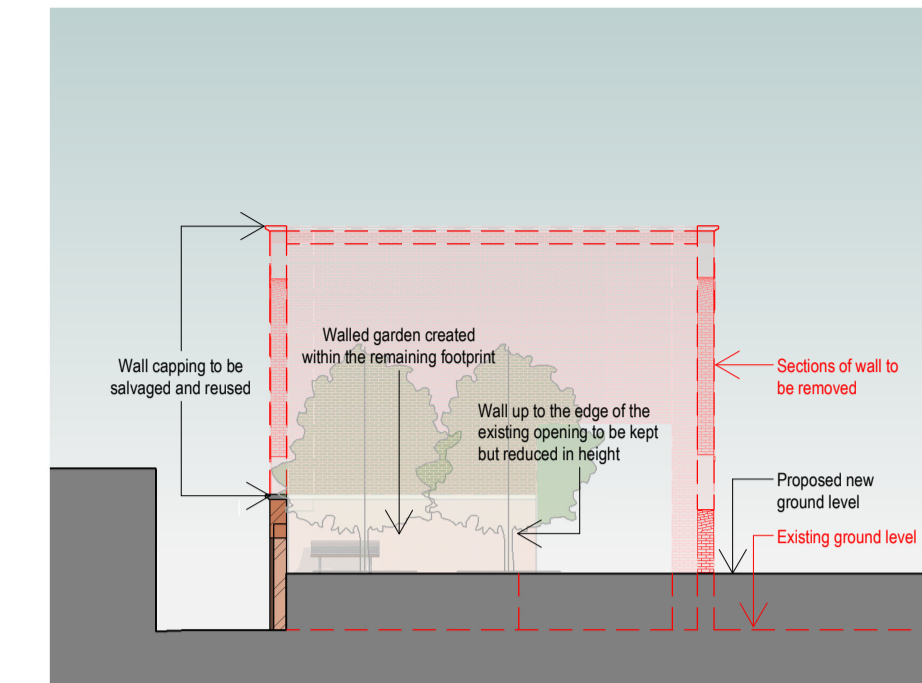 Walled garden created
within the remaining footprint
Wall capping to be
salvaged and reused
Sections of wall to
be removed
Wall up to the edge of the
existing opening to be kept
but reduced in height
Proposed new
ground level
Existing ground level